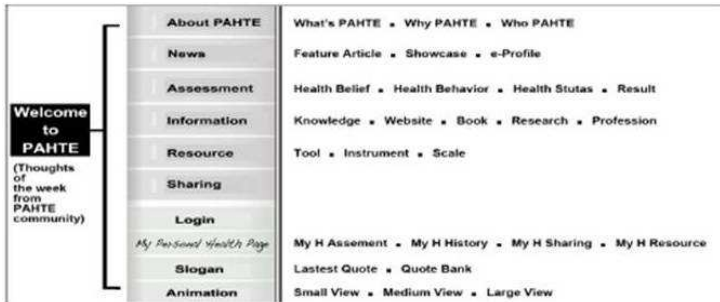 Welcome
to
PAHTE
(Thoughts
of
the week
from
PAHTE
community)
About PAHTE What's PAHTE ▪ Why PAHTE ▪ Who PAHTE
News Feature Article ▪ Showcase ▪ e-Profile
Assessment Health Belief ▪ Health Behavior ▪ Health Stutas ▪ Result
Information Knowledge ▪ Website ▪ Book ▪ Research ▪ Profession
Resource Tool ▪ Instrument ▪ Scale
Sharing
Login
My Personal Health Page My H Assement ▪ My H History ▪ My H Sharing ▪ My H Resource
Slogan Lastest Quote ▪ Quote Bank
Animation Small View ▪ Medium View ▪ Large View